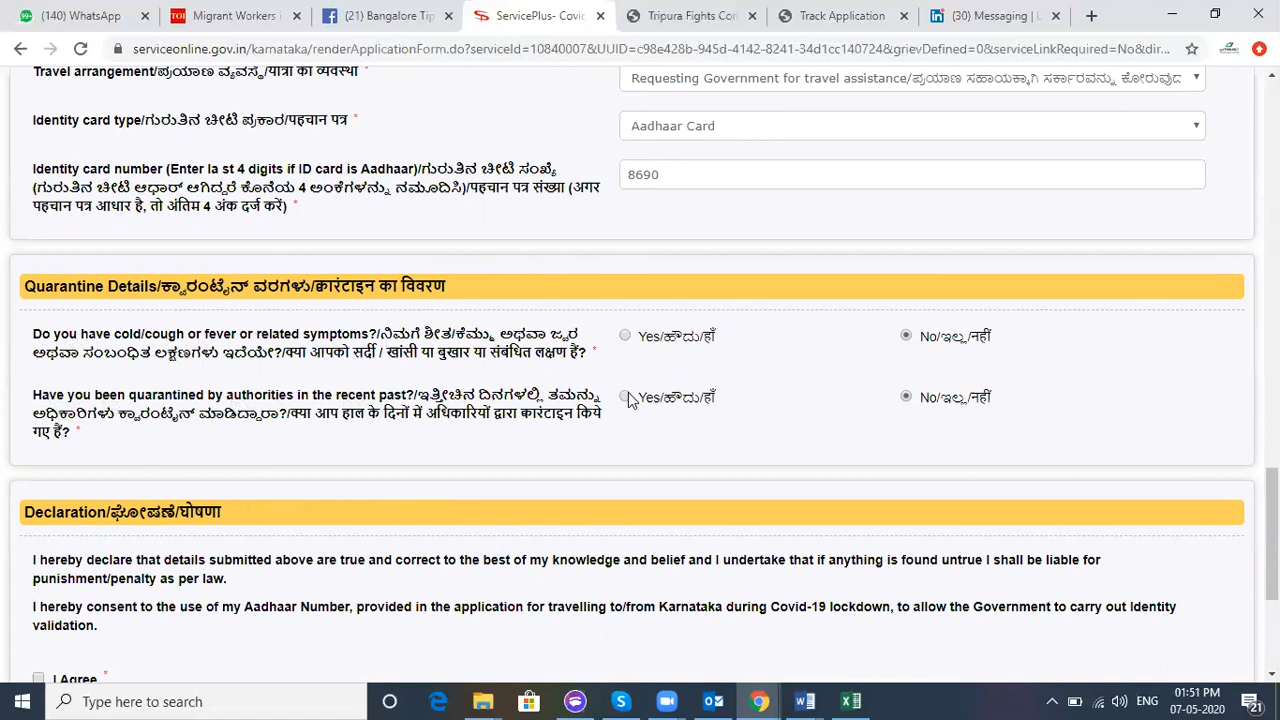 (140) WhatsApp
Migrant Workers i
(21) Bangalore Tip
ServicePlus- Covid
Tripura Fights Cor
Track Application
(30) Messaging | L
serviceonline.gov.in/karnataka/renderApplicationForm.do?serviceId=10840007&UUID=c98e428b-945d-4142-8241-34d1cc140724&grievDefined=0&serviceLinkRequired=No&dir...
Travel arrangement/ಪ್ರಯಾಣ ವ್ಯವಸ್ಥೆ/यात्रा की व्यवस्था *
Requesting Government for travel assistance/ಪ್ರಯಾಣ ಸಹಾಯಕ್ಕಾಗಿ ಸರ್ಕಾರವನ್ನು ಕೋರುವುದ
Identity card type/ಗುರುತಿನ ಚೀಟಿ ಪ್ರಕಾರ/पहचान पत्र *
Aadhaar Card
Identity card number (Enter la st 4 digits if ID card is Aadhaar)/ಗುರುತಿನ ಚೀಟಿ ಸಂಖ್ಯೆ
(ಗುರುತಿನ ಚೀಟಿ ಆಧಾರ್ ಆಗಿದ್ದರೆ ಕೊನೆಯ 4 ಅಂಕೆಗಳನ್ನು ನಮೂದಿಸಿ)/पहचान पत्र संख्या (अगर
पहचान पत्र आधार है, तो अंतिम 4 अंक दर्ज करें) *
8690
Quarantine Details/ಕ್ವಾರಂಟೈನ್ ವರಗಳು/क्वारंटाइन का विवरण
Do you have cold/cough or fever or related symptoms?/ನಿಮಗೆ ಶೀತ/ಕೆಮ್ಮು ಅಥವಾ ಜ್ವರ
ಅಥವಾ ಸಂಬಂಧಿತ ಲಕ್ಷಣಗಳು ಇದೆಯೇ?/क्या आपको सर्दी / खांसी या बुखार या संबंधित लक्षण हैं? *
Yes/ಹೌದು/हाँ
No/ಇಲ್ಲ/नहीं
Have you been quarantined by authorities in the recent past?/ಇತ್ತೀಚಿನ ದಿನಗಳಲ್ಲಿ ತಮನ್ನು
ಅಧಿಕಾರಿಗಳು ಕ್ವಾರಂಟೈನ್ ಮಾಡಿದ್ದಾರಾ?/क्या आप हाल के दिनों में अधिकारियों द्वारा क्वारंटाइन किये
गए हैं? *
Yes/ಹೌದು/हाँ
No/ಇಲ್ಲ/नहीं
Declaration/ಘೋಷಣೆ/घोषणा
I hereby declare that details submitted above are true and correct to the best of my knowledge and belief and I undertake that if anything is found untrue I shall be liable for
punishment/penalty as per law.
I hereby consent to the use of my Aadhaar Number, provided in the application for travelling to/from Karnataka during Covid-19 lockdown, to allow the Government to carry out Identity
validation.
I Agree *
Type here to search
ENG
01:51 PM
07-05-2020
21